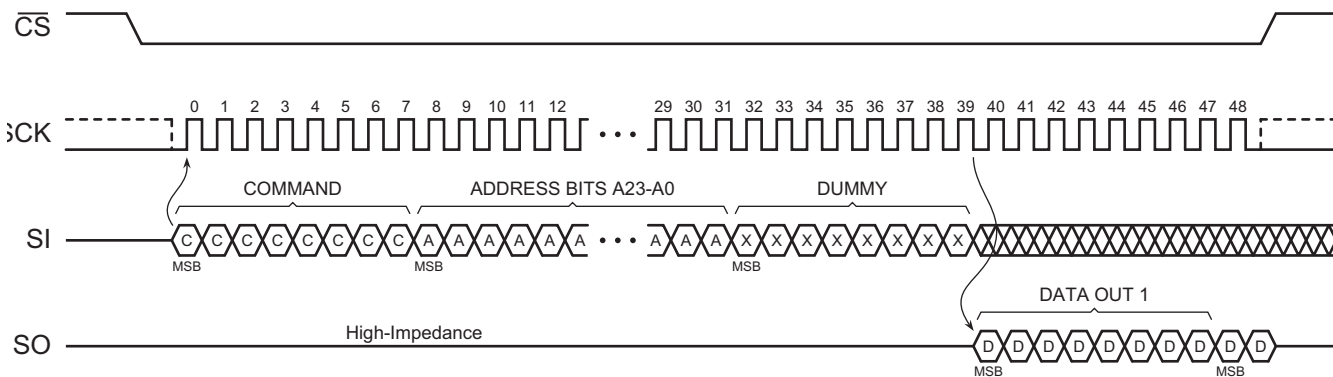 CS
0 1 2 3 4 5 6 7 8 9 10 11 12 29 30 31 32 33 34 35 36 37 38 39 40 41 42 43 44 45 46 47 48
SCK • • •
COMMAND ADDRESS BITS A23-A0 DUMMY
SI C C C C C C C C A A A A A A • • • A A A X X X X X X X X
MSB MSB MSB
DATA OUT 1
High-Impedance
SO D D D D D D D D D D
MSB MSB